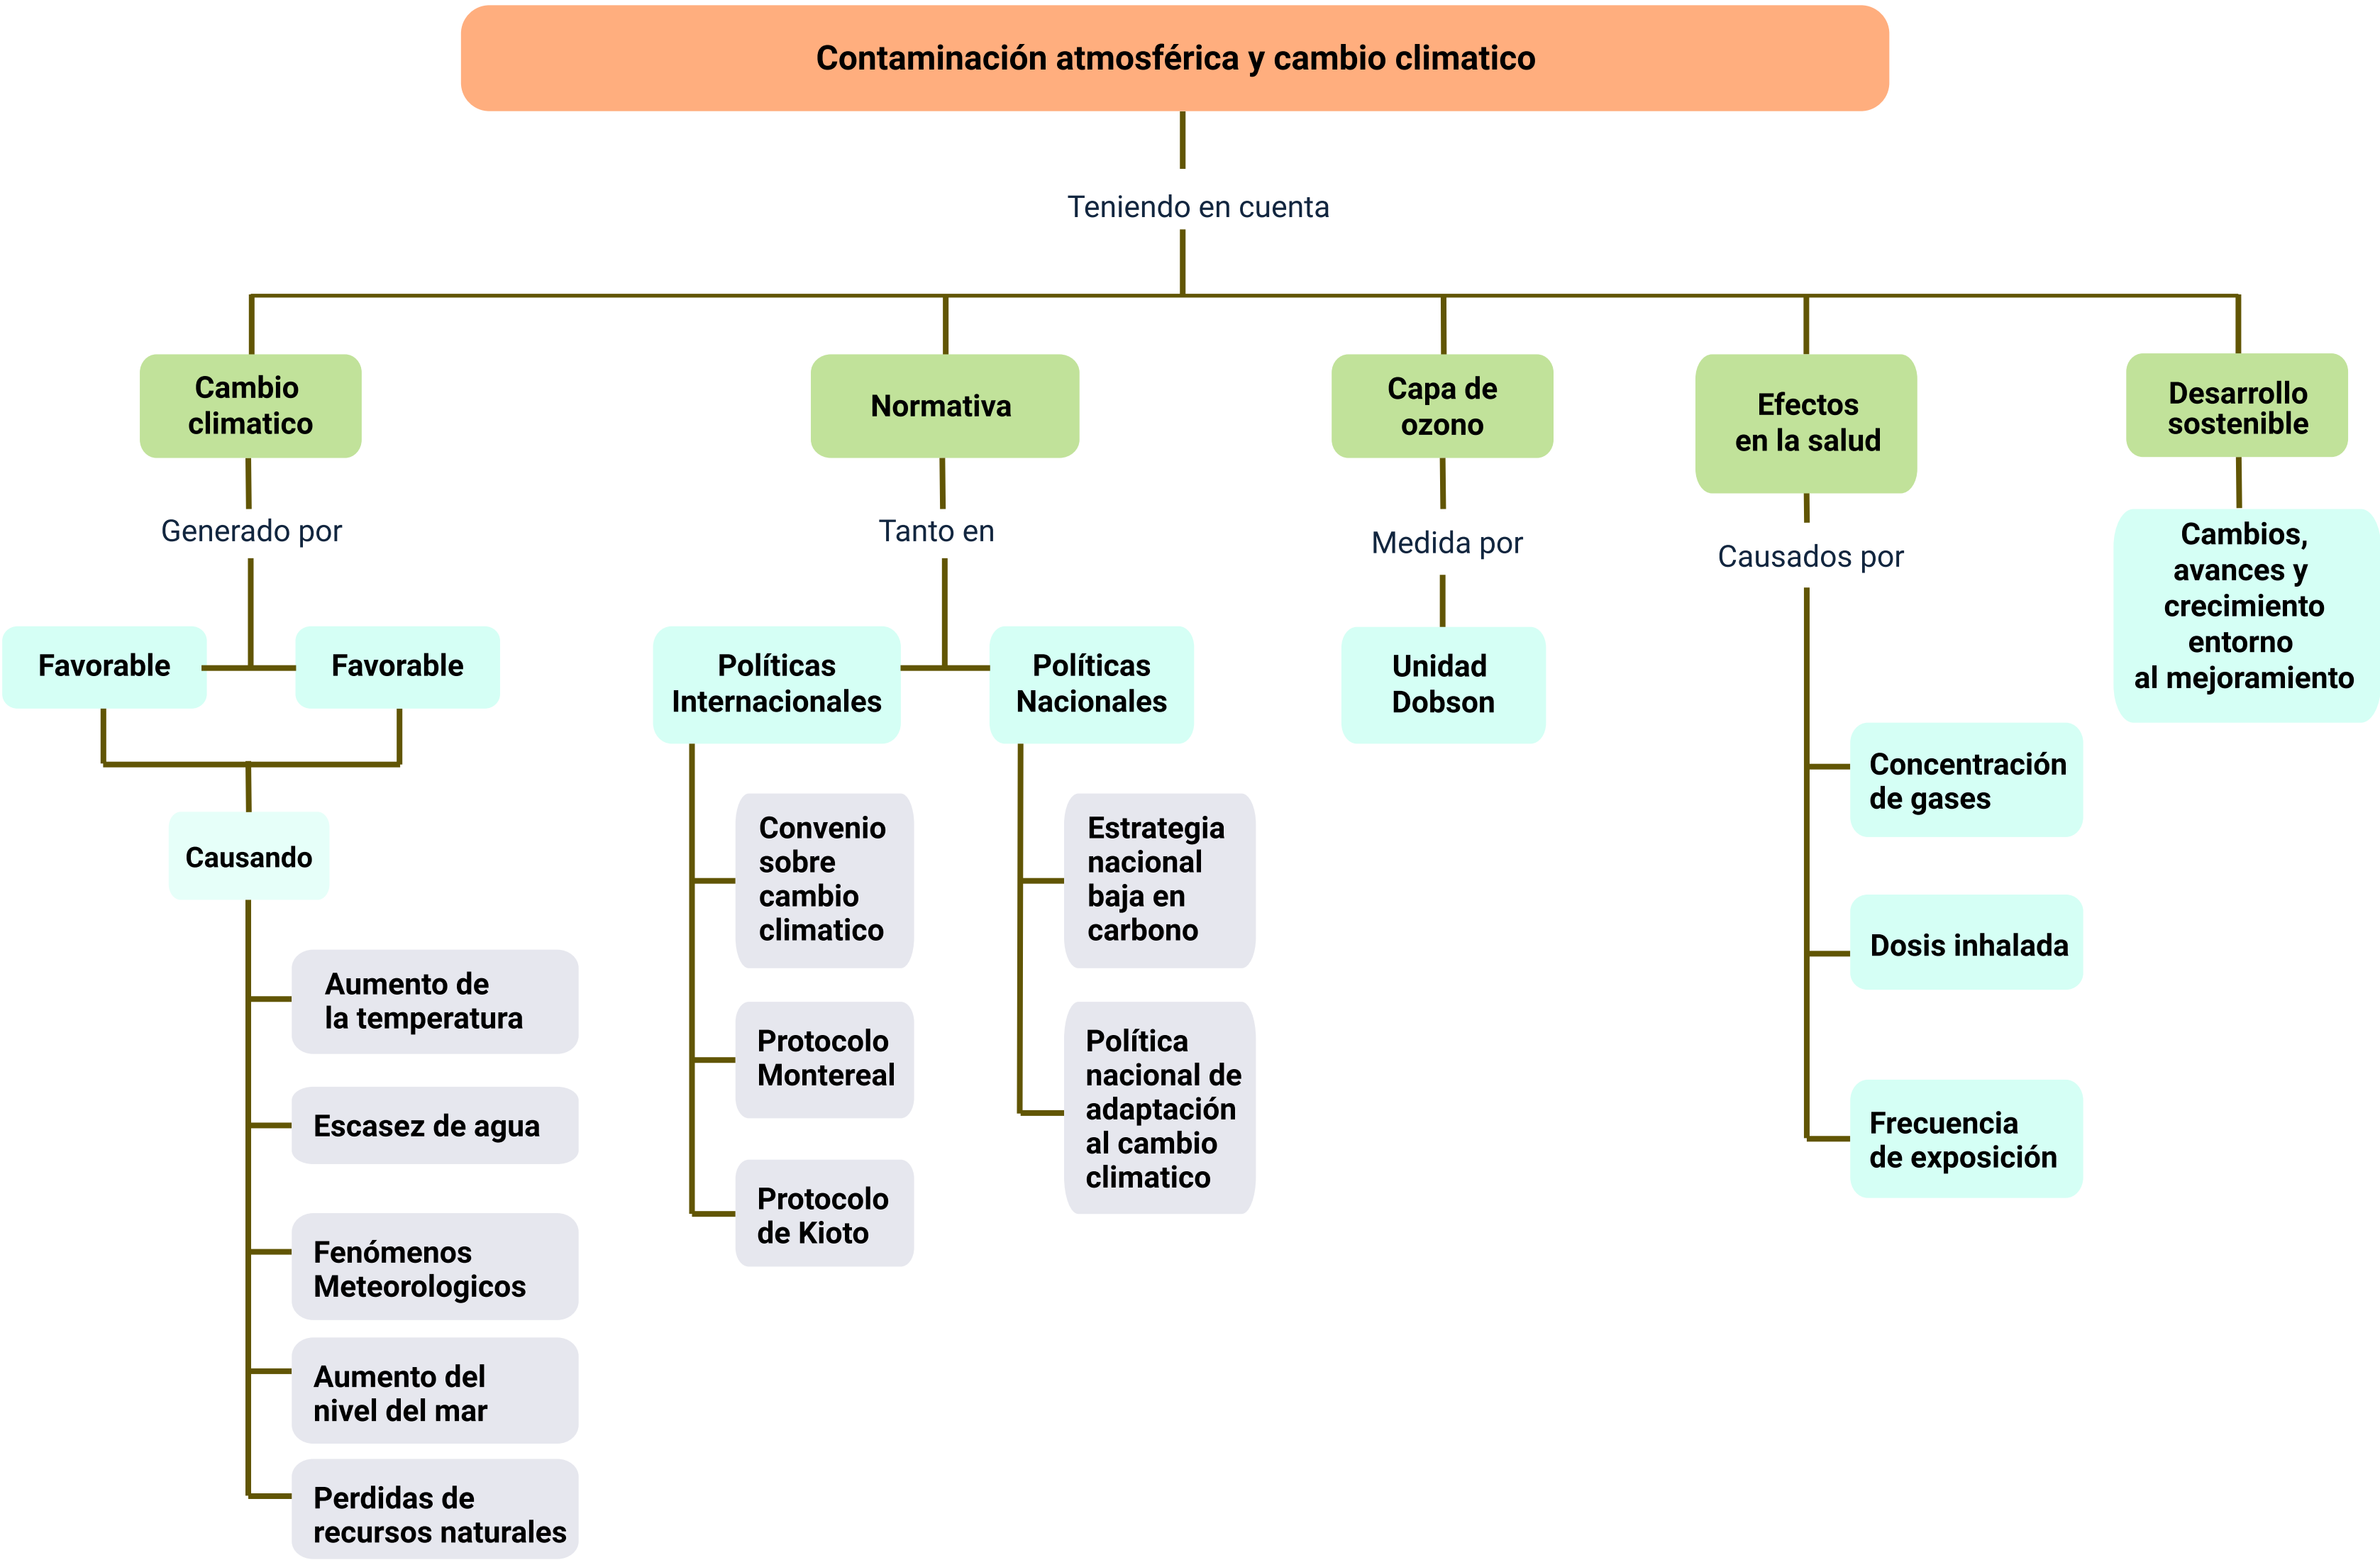 Contaminación atmosférica y cambio climatico
Teniendo en cuenta
Cambio
climatico
Normativa
Capa de
ozono
Efectos
en la salud
Desarrollo
sostenible
Generado por
Tanto en
Medida por
Causados por
Cambios,
avances y
crecimiento
entorno
al mejoramiento
Favorable
Favorable
Políticas
Internacionales
Políticas
Nacionales
Unidad
Dobson
Causando
Aumento de
la temperatura
Escasez de agua
Fenómenos
Meteorologicos
Aumento del
nivel del mar
Perdidas de
recursos naturales
Convenio
sobre
cambio
climatico
Protocolo
Montereal
Protocolo
de Kioto
Estrategia
nacional
baja en
carbono
Política
nacional de
adaptación
al cambio
climatico
Concentración
de gases
Dosis inhalada
Frecuencia
de exposición